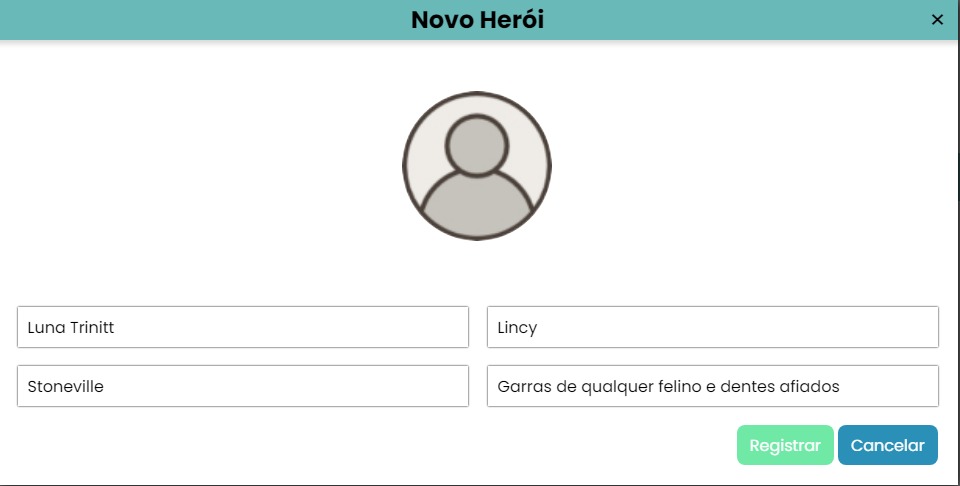 Novo Herói ×
Luna Trinitt Lincy
Stoneville Garras de qualquer felino e dentes afiados
Registrar Cancelar